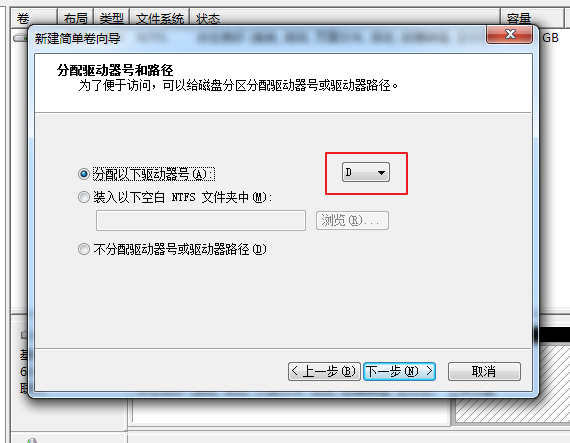 卷 布局 类型 文件系统 状态 容量
新建简单卷向导
GB
分配驱动器号和路径
为了便于访问，可以给磁盘分区分配驱动器号或驱动器路径。
分配以下驱动器号(A): D
装入以下空白 NTFS 文件夹中(M):
浏览(R)...
不分配驱动器号或驱动器路径(D)
< 上一步(B) 下一步(N) > 取消